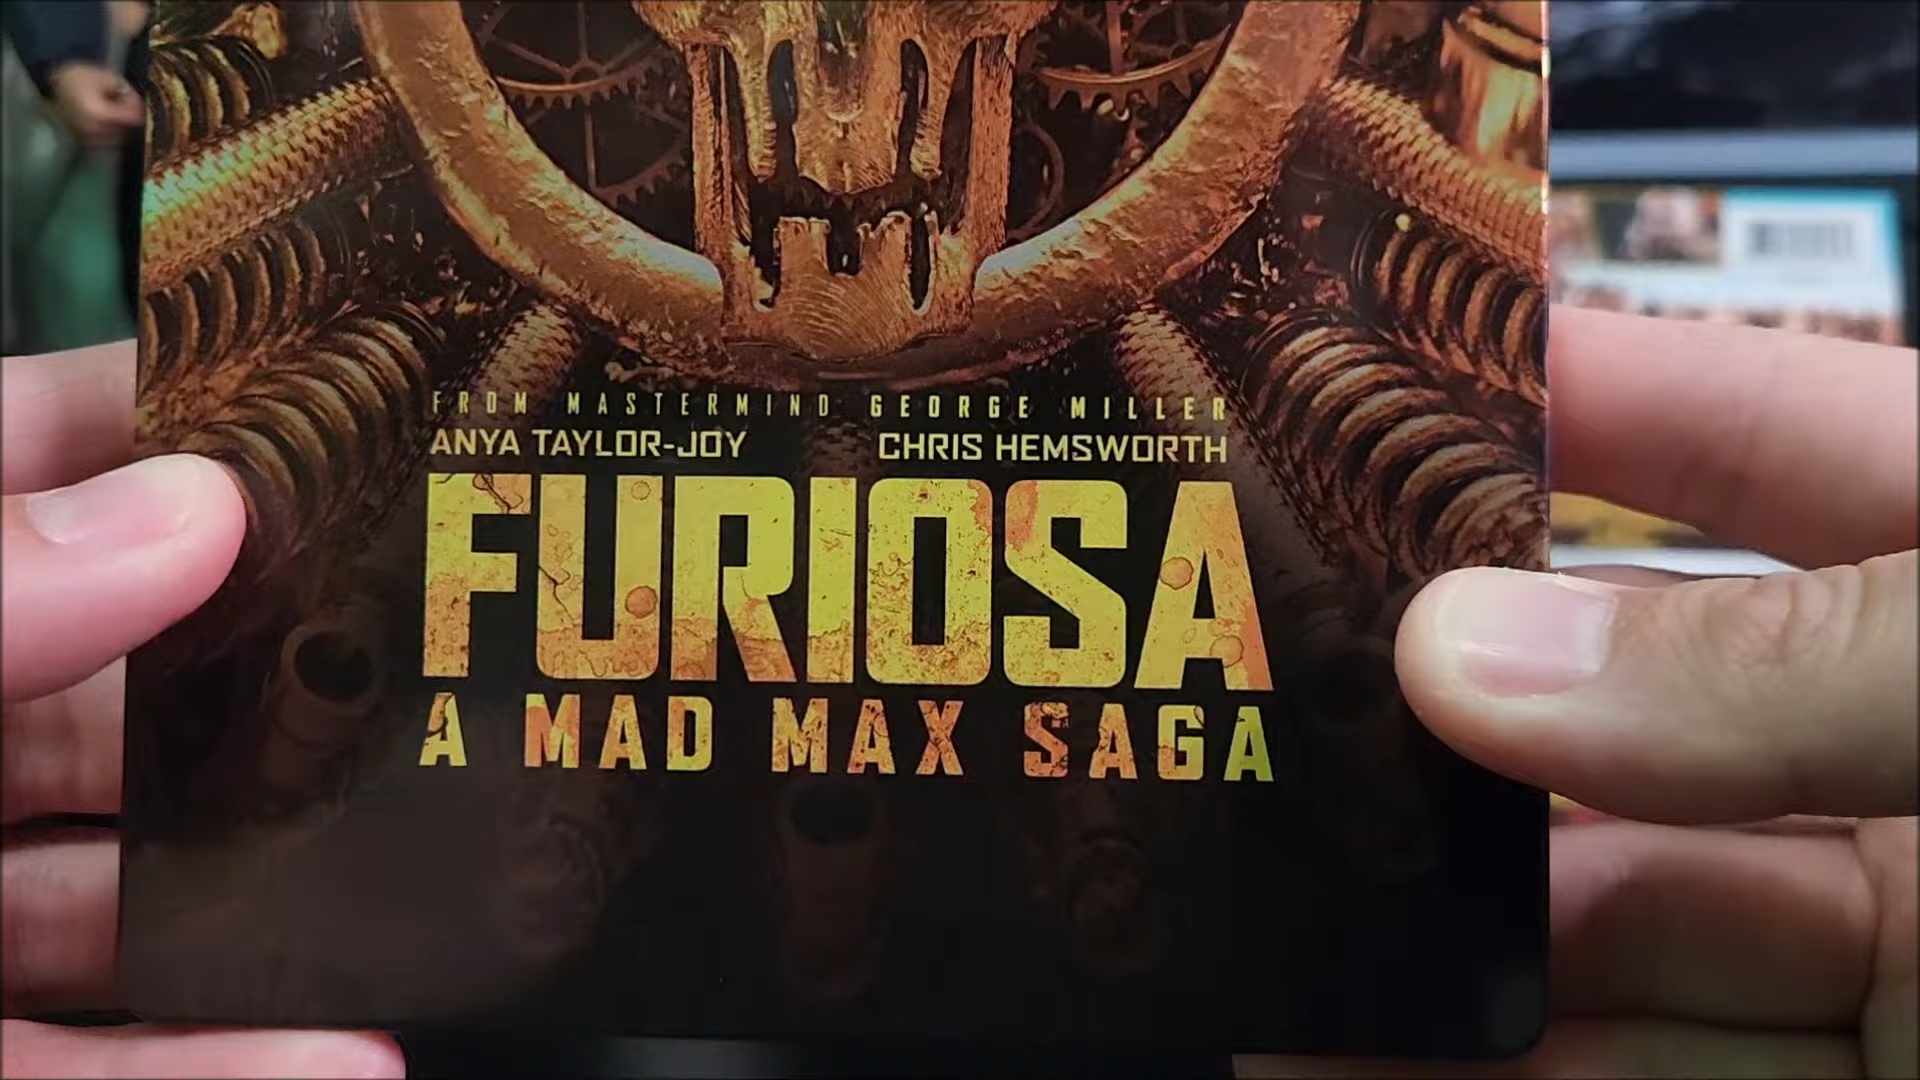 FROM MASTERMIND GEORGE MILLER
ANYA TAYLOR-JOY CHRIS HEMSWORTH
FURIOSA
A MAD MAX SAGA